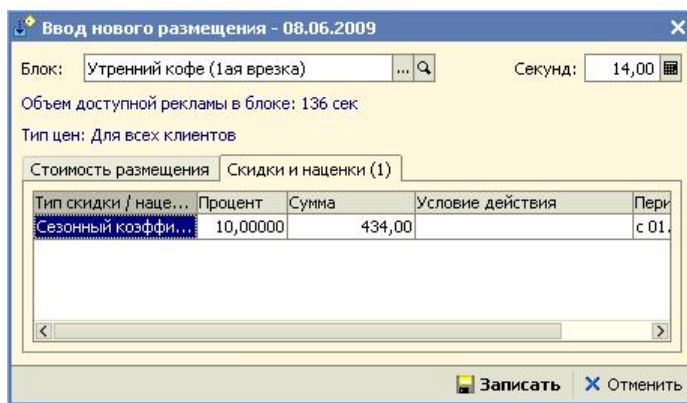 Ввод нового размещения - 08.06.2009
Блок: Утренний кофе (1ая врезка) ... Секунд: 14,00
Объем доступной рекламы в блоке: 136 сек
Тип цен: Для всех клиентов
Стоимость размещения Скидки и наценки (1)
Тип скидки / наце... Процент Сумма Условие действия Пери
Сезонный коэффи... 10,00000 434,00 с 01.
Записать Отменить